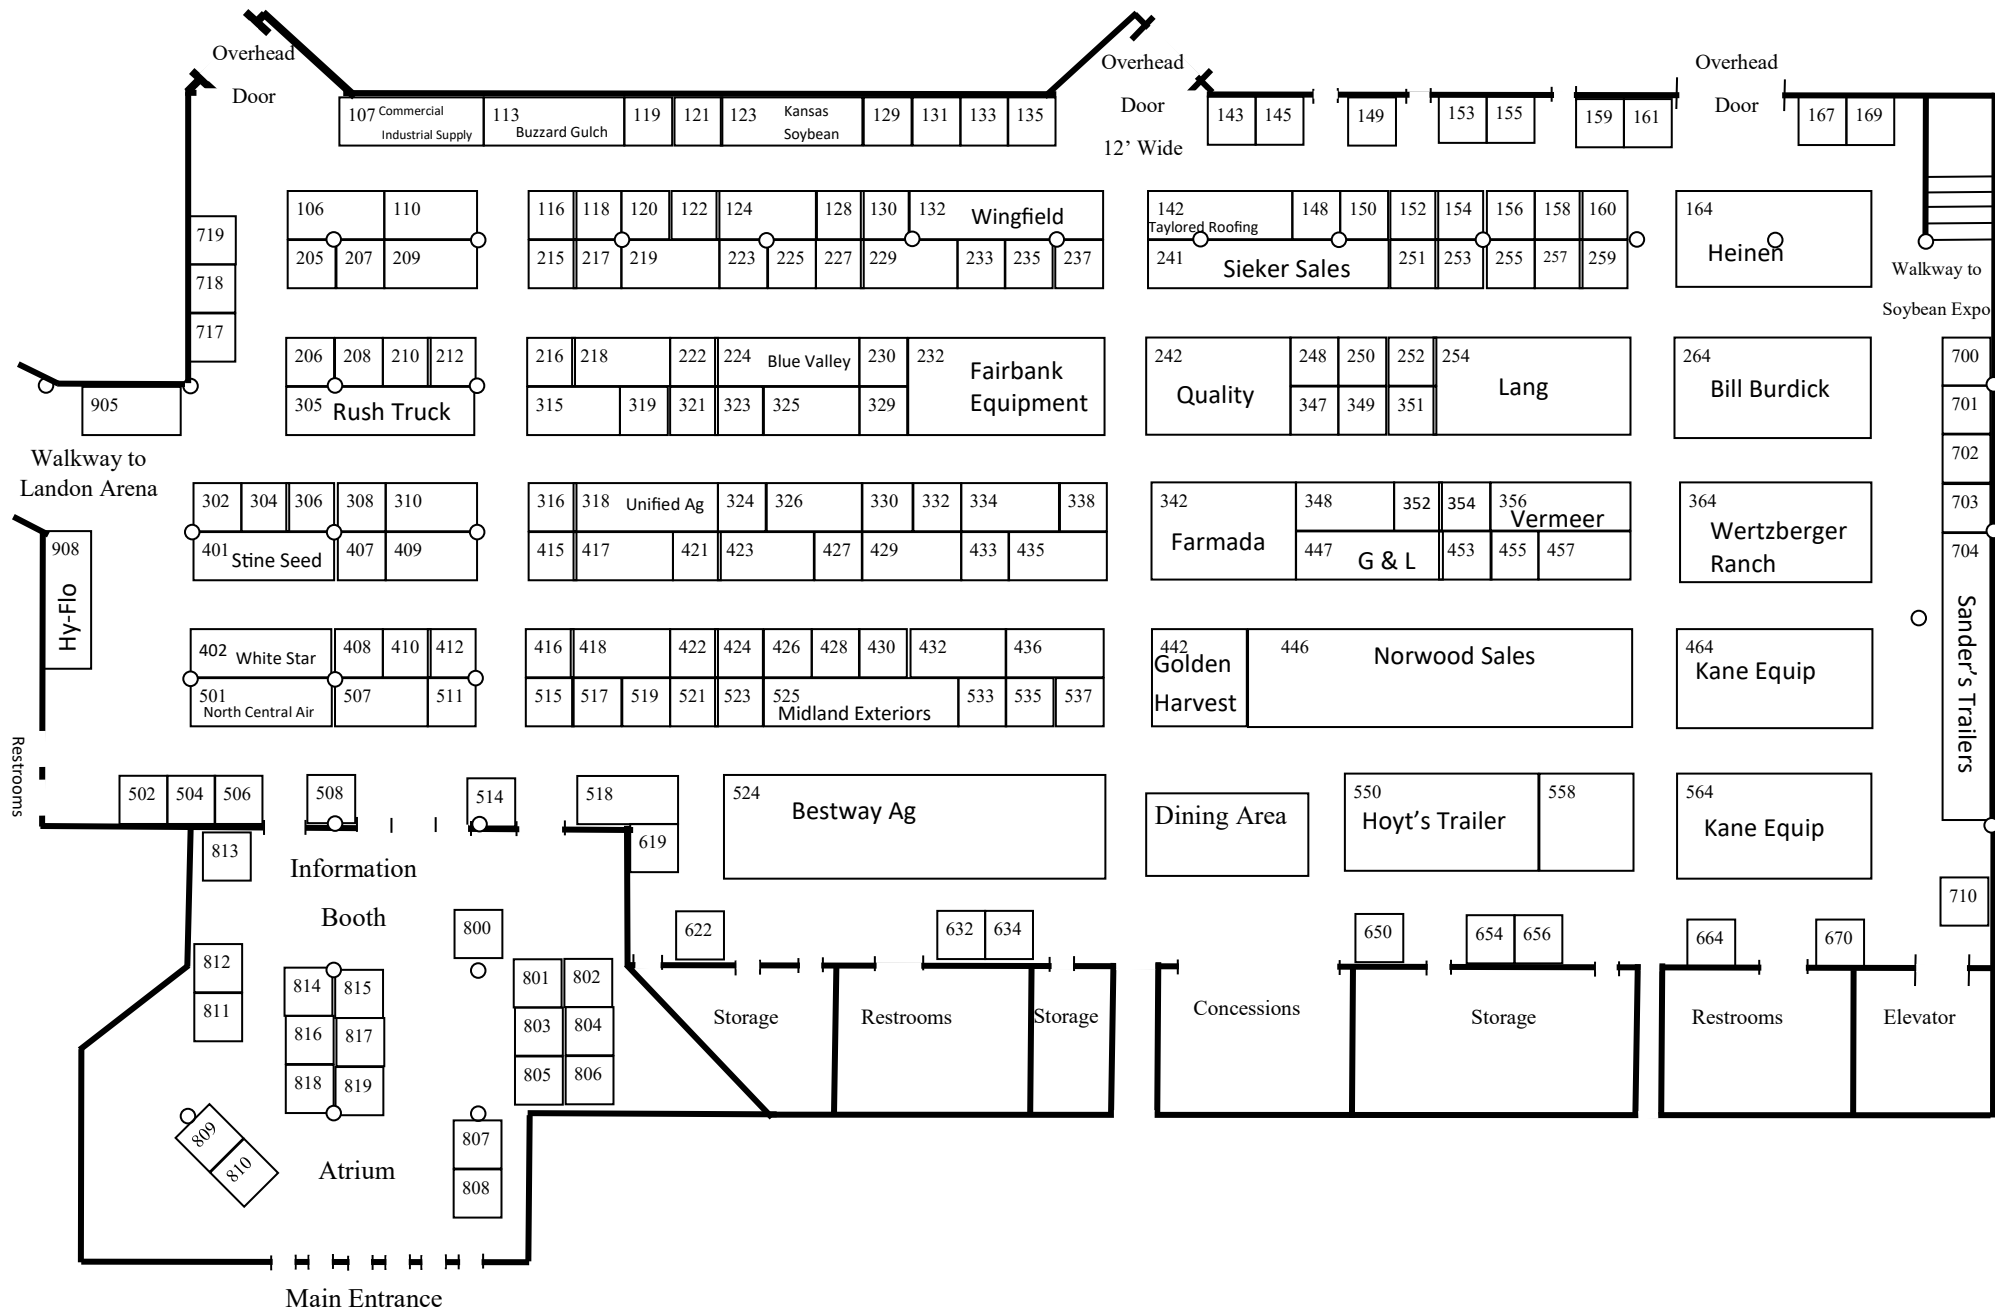 Overhead
Door
Overhead
Door
12’ Wide
Overhead
Door
107 Commercial
Industrial Supply
113
Buzzard Gulch
119 121 123 Kansas
Soybean
129 131 133 135
143 145 149 153 155 159 161 167 169
106 110
116 118 120 122 124 128 130 132 Wingfield
142
Taylored Roofing
148 150 152 154 156 158 160
164
Heinen
205 207 209
215 217 219 223 225 227 229 233 235 237
241 Sieker Sales
251 253 255 257 259
Walkway to
Soybean Expo
719
718
717
206 208 210 212
216 218 222 224 Blue Valley 230 232 Fairbank
Equipment
242
Quality
248 250 252 254
Lang
264
Bill Burdick
700
701
702
703
704
Sander’s Trailers
305 Rush Truck
315 319 321 323 325 329
347 349 351
905
Walkway to
Landon Arena
302 304 306 308 310
316 318 Unified Ag 324 326 330 332 334 338
342
Farmada
348 352 354 356
Vermeer
364
Wertzberger
Ranch
401 Stine Seed
407 409
415 417 421 423 427 429 433 435
447 G & L
453 455 457
908
Hy-Flo
402 White Star
408 410 412
416 418 422 424 426 428 430 432 436
442
Golden
Harvest
446 Norwood Sales
464
Kane Equip
501
North Central Air
507 511
515 517 519 521 523 525
Midland Exteriors
533 535 537
Restrooms
502 504 506 508 514 518
524
Bestway Ag
Dining Area
550
Hoyt’s Trailer
558
564
Kane Equip
619
813
Information
Booth
710
800
622 632 634 650 654 656 664 670
812
811
814 815
816 817
818 819
801 802
803 804
805 806
Storage
Restrooms
Storage
Concessions
Storage
Restrooms
Elevator
809
810
807
808
Atrium
Main Entrance